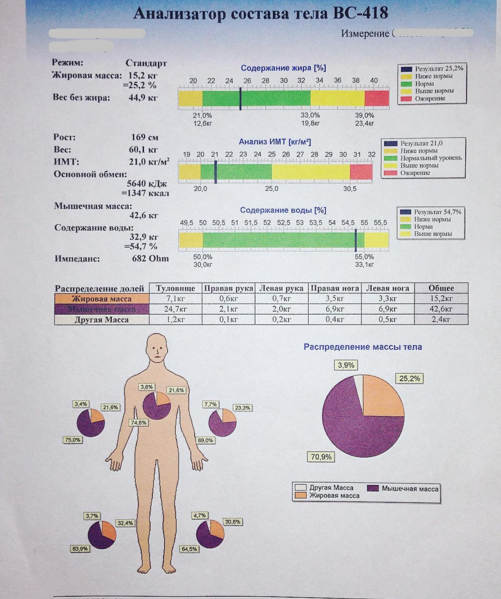 Анализатор состава тела BC-418
Измерение
Режим: Стандарт
Жировая масса: 15,2 кг
=25,2 %
Вес без жира: 44,9 кг
Содержание жира [%]
20 22 24 26 28 30 32 34 36 38 40
21,0% 33,0% 39,0%
12,6кг 19,8кг 23,4кг
Результат 25,2%
Ниже нормы
Норма
Выше нормы
Ожирение
Рост: 169 см
Вес: 60,1 кг
ИМТ: 21,0 кг/м²
Основной обмен:
5640 кДж
=1347 ккал
Анализ ИМТ [кг/м²]
19 20 21 22 23 24 25 26 27 28 29 30 31 32
20,0 25,0 30,5
Результат 21,0
Ниже нормы
Нормальный уровень
Выше нормы
Ожирение
Мышечная масса:
42,6 кг
Содержание воды:
32,9 кг
=54,7 %
Импеданс: 682 Ohm
Содержание воды [%]
49,5 50 50,5 51 51,5 52 52,5 53 53,5 54 54,5 55 55,5
50,0% 55,0%
30,0кг 33,1кг
Результат 54,7%
Ниже нормы
Норма
Выше нормы
Распределение долей Туловище Правая рука Левая рука Правая нога Левая нога Общее
Жировая масса 7,1кг 0,6кг 0,7кг 3,5кг 3,3кг 15,2кг
Мышечная масса 24,7кг 2,1кг 2,0кг 6,9кг 6,9кг 42,6кг
Другая Масса 1,2кг 0,1кг 0,2кг 0,4кг 0,5кг 2,4кг
Распределение массы тела
3,9%
25,2%
70,9%
Другая Масса Мышечная масса
Жировая масса
3,6% 21,6%
74,8%
3,4% 21,6%
75,0%
7,7% 23,3%
69,0%
3,7% 32,4%
63,9%
4,7% 30,8%
64,5%